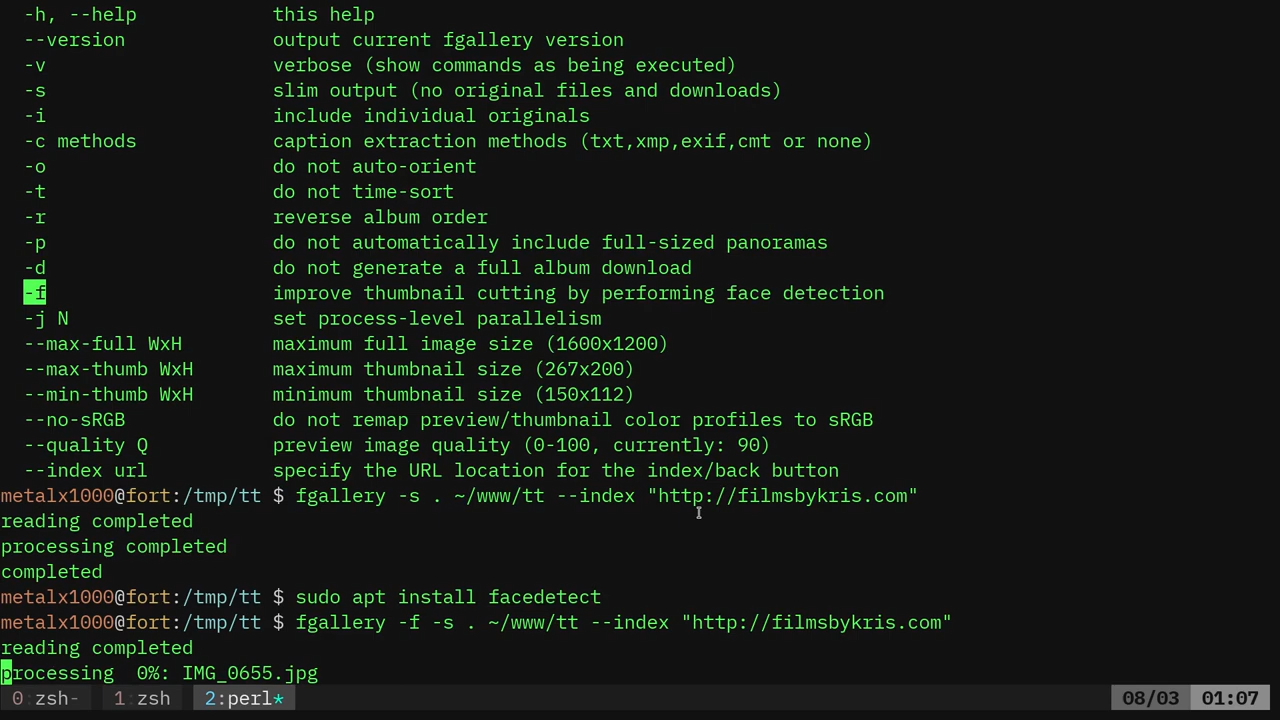 -h, --help            this help
--version             output current fgallery version
-v                    verbose (show commands as being executed)
-s                    slim output (no original files and downloads)
-i                    include individual originals
-c methods            caption extraction methods (txt,xmp,exif,cmt or none)
-o                    do not auto-orient
-t                    do not time-sort
-r                    reverse album order
-p                    do not automatically include full-sized panoramas
-d                    do not generate a full album download
-f                    improve thumbnail cutting by performing face detection
-j N                  set process-level parallelism
--max-full WxH        maximum full image size (1600x1200)
--max-thumb WxH       maximum thumbnail size (267x200)
--min-thumb WxH       minimum thumbnail size (150x112)
--no-sRGB             do not remap preview/thumbnail color profiles to sRGB
--quality Q           preview image quality (0-100, currently: 90)
--index url           specify the URL location for the index/back button
metalx1000@fort:/tmp/tt $ fgallery -s . ~/www/tt --index "http://filmsbykris.com"
reading completed
processing completed
completed
metalx1000@fort:/tmp/tt $ sudo apt install facedetect
metalx1000@fort:/tmp/tt $ fgallery -f -s . ~/www/tt --index "http://filmsbykris.com"
reading completed
processing  0%: IMG_0655.jpg
0 zsh-  1:zsh  2:perl*  08/03  01:07